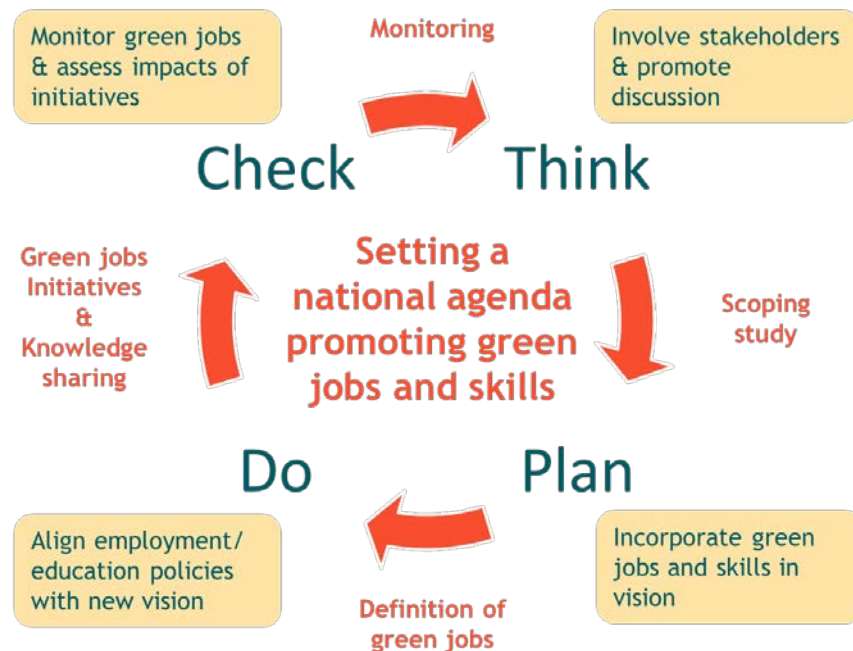 Monitor green jobs
& assess impacts of
initiatives
Monitoring
Involve stakeholders
& promote
discussion
Check
Think
Green jobs
Initiatives
&
Knowledge
sharing
Setting a
national agenda
promoting green
jobs and skills
Scoping
study
Do
Plan
Align employment/
education policies
with new vision
Definition of
green jobs
Incorporate green
jobs and skills in
vision